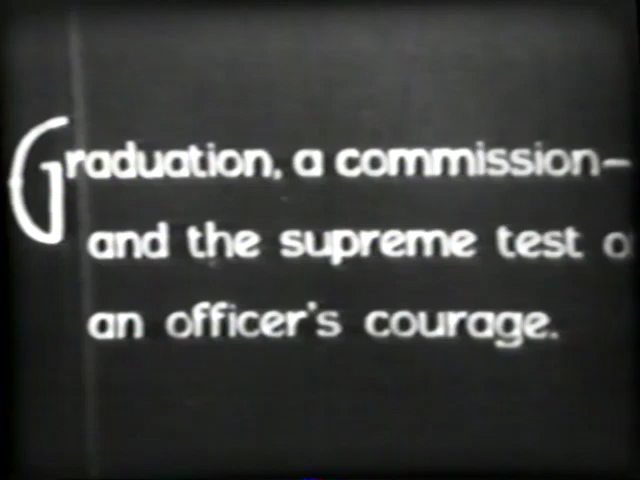 Graduation, a commission—
and the supreme test o
an officer's courage.